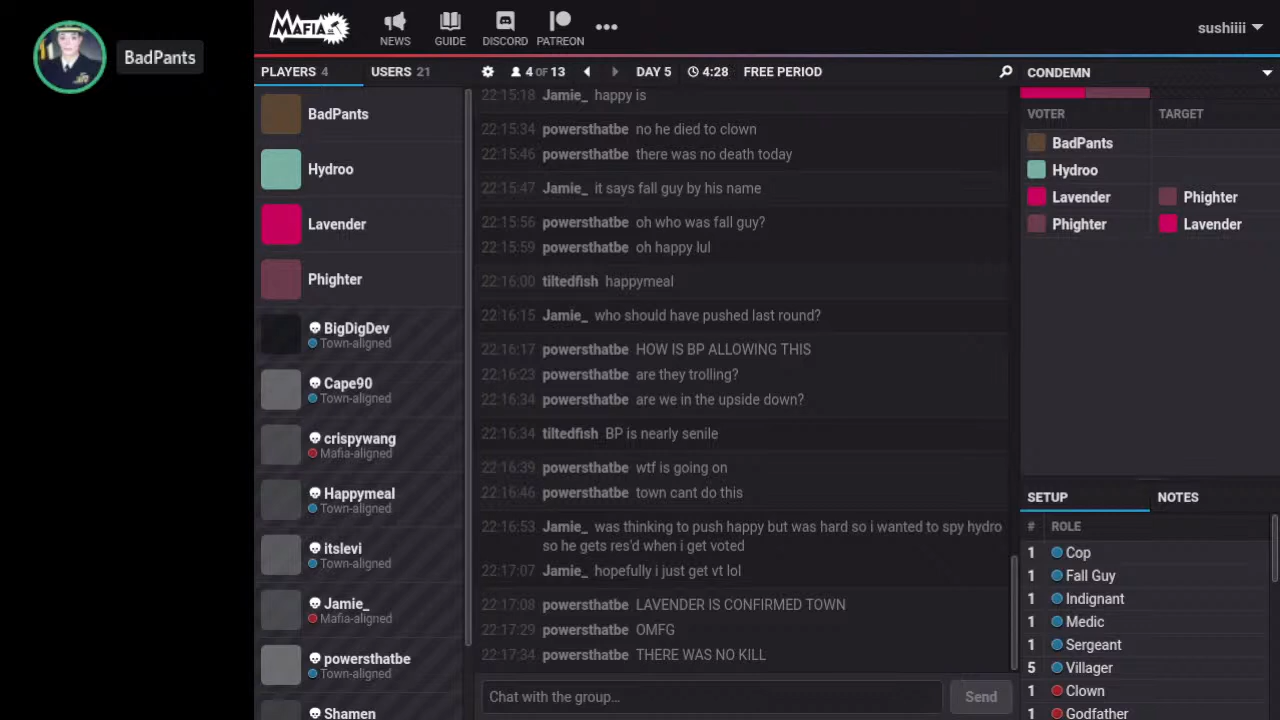 BadPants
MAFIA.GG
NEWS
GUIDE
DISCORD
PATREON
sushiiii
PLAYERS 4
USERS 21
4 OF 13
DAY 5
4:28
FREE PERIOD
CONDEMN
BadPants
Hydroo
Lavender
Phighter
BigDigDev
Town-aligned
Cape90
Town-aligned
crispywang
Mafia-aligned
Happymeal
Town-aligned
itslevi
Town-aligned
Jamie_
Mafia-aligned
powersthatbe
Town-aligned
Shamen
22:15:18 Jamie_ happy is
22:15:34 powersthatbe no he died to clown
22:15:46 powersthatbe there was no death today
22:15:47 Jamie_ it says fall guy by his name
22:15:56 powersthatbe oh who was fall guy?
22:15:59 powersthatbe oh happy lul
22:16:00 tiltedfish happymeal
22:16:15 Jamie_ who should have pushed last round?
22:16:17 powersthatbe HOW IS BP ALLOWING THIS
22:16:23 powersthatbe are they trolling?
22:16:34 powersthatbe are we in the upside down?
22:16:34 tiltedfish BP is nearly senile
22:16:39 powersthatbe wtf is going on
22:16:46 powersthatbe town cant do this
22:16:53 Jamie_ was thinking to push happy but was hard so i wanted to spy hydro
so he gets res'd when i get voted
22:17:07 Jamie_ hopefully i just get vt lol
22:17:08 powersthatbe LAVENDER IS CONFIRMED TOWN
22:17:29 powersthatbe OMFG
22:17:34 powersthatbe THERE WAS NO KILL
Chat with the group...
Send
VOTER TARGET
BadPants
Hydroo
Lavender Phighter
Phighter Lavender
SETUP
NOTES
# ROLE
1 Cop
1 Fall Guy
1 Indignant
1 Medic
1 Sergeant
5 Villager
1 Clown
1 Godfather